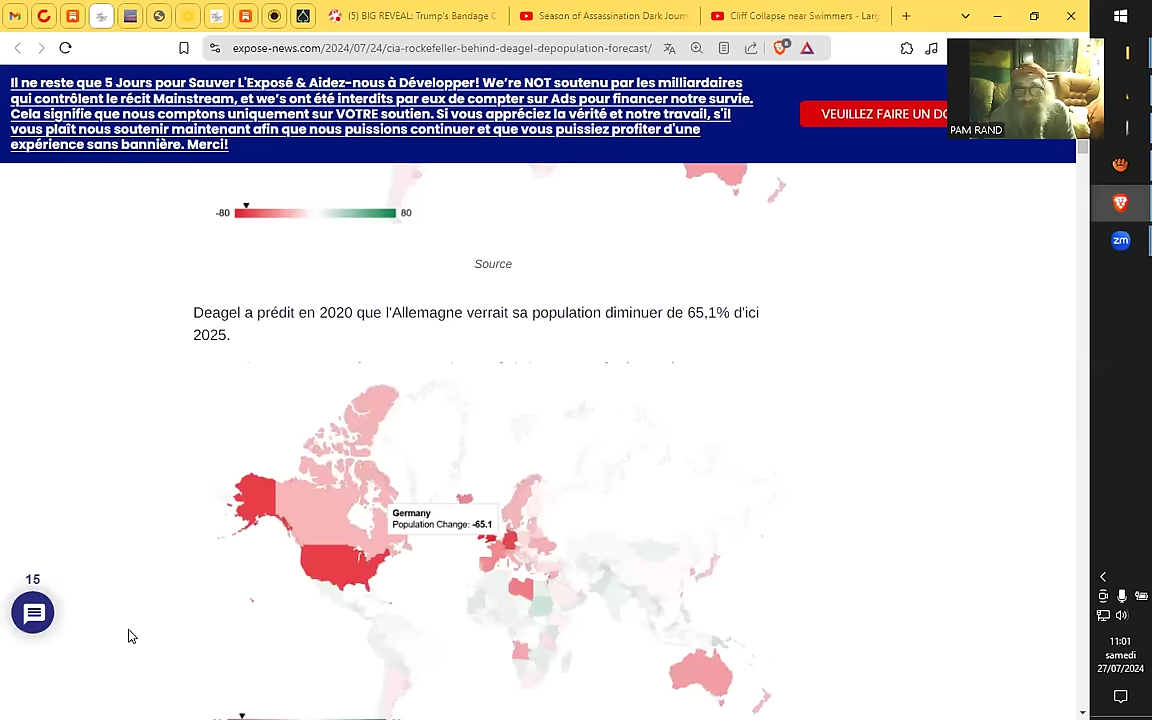 (5) BIG REVEAL: Trump's Bandage C
Season of Assassination Dark Journ
Cliff Collapse near Swimmers - Larg
expose-news.com/2024/07/24/cia-rockefeller-behind-deagel-depopulation-forecast/
Il ne reste que 5 Jours pour Sauver L'Exposé & Aidez-nous à Développer! We're NOT soutenu par les milliardaires
qui contrôlent le récit Mainstream, et we's ont été interdits par eux de compter sur Ads pour financer notre survie.
Cela signifie que nous comptons uniquement sur VOTRE soutien. Si vous appréciez la vérité et notre travail, s'il
vous plaît nous soutenir maintenant afin que nous puissions continuer et que vous puissiez profiter d'une
expérience sans bannière. Merci!
VEUILLEZ FAIRE UN DO
PAM RAND
-80
80
Source
Deagel a prédit en 2020 que l'Allemagne verrait sa population diminuer de 65,1% d'ici
2025.
Germany
Population Change: -65.1
15
zm
11:01
samedi
27/07/2024